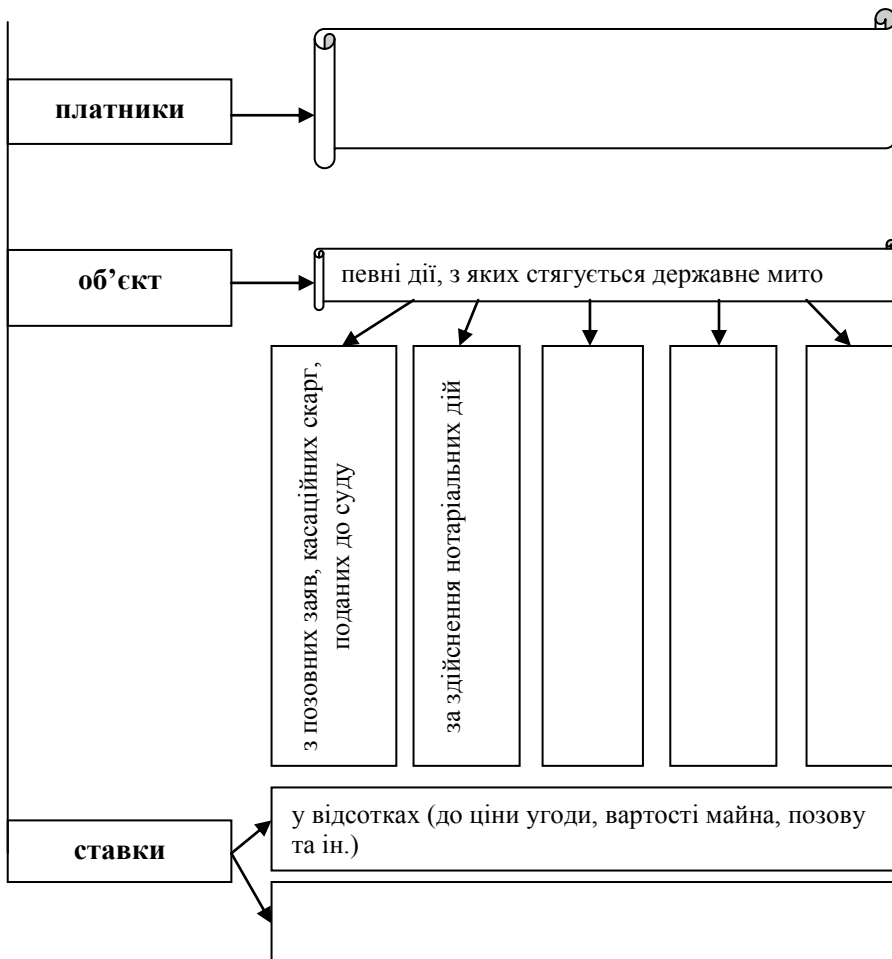 платники
об’єкт
певні дії, з яких стягується державне мито
з позовних заяв, касаційних скарг,
поданих до суду
за здійснення нотаріальних дій
ставки
у відсотках (до ціни угоди, вартості майна, позову
та ін.)